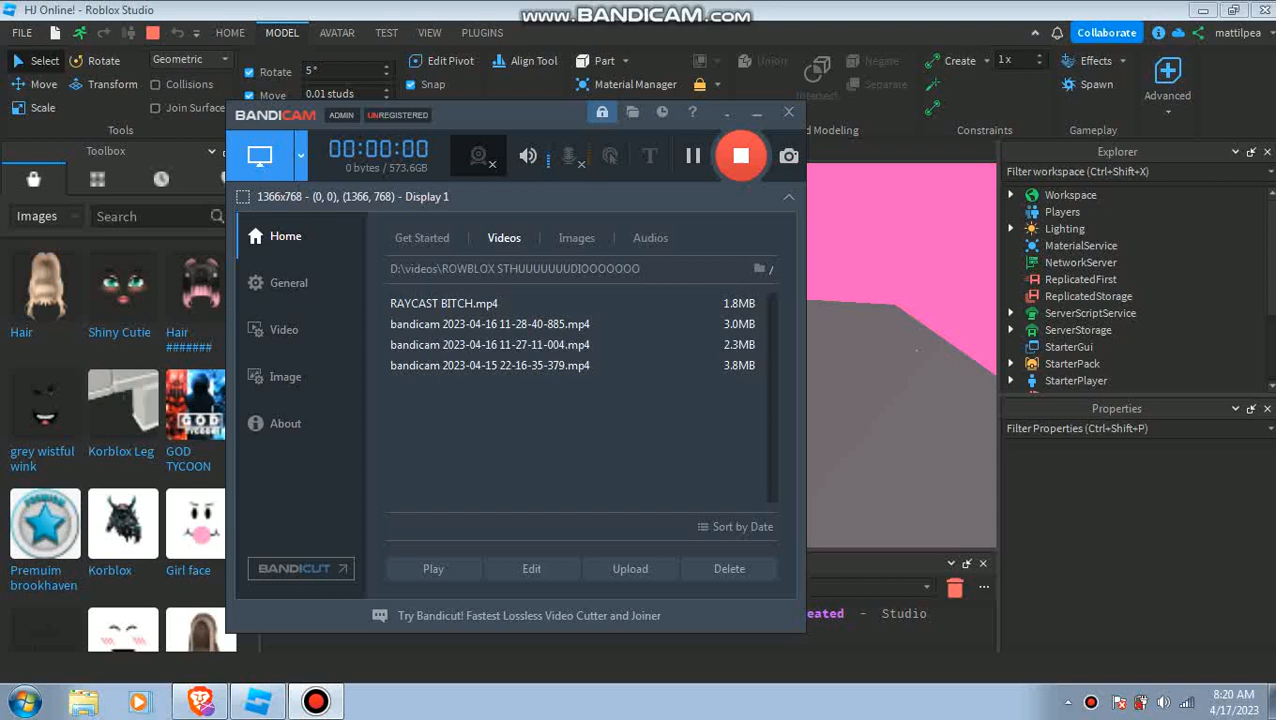 HJ Online! - Roblox Studio
www.BANDICAM.com
FILE HOME MODEL AVATAR TEST VIEW PLUGINS
Collaborate mattilpea
Select Rotate Geometric
Move Transform Collisions
Scale Join Surface
Tools
Rotate 5°
Move 0.01 studs
Edit Pivot Align Tool
Snap
Part Union Negate
Material Manager Intersect Separate
d Modeling
Create 1x
Constraints
Effects
Spawn
Gameplay
Advanced
Toolbox
Images Search
Hair Shiny Cutie Hair
#######
grey wistful wink
Korblox Leg
GOD TYCOON
Premuim brookhaven
Korblox
Girl face
BANDICAM ADMIN UNREGISTERED
00:00:00
0 bytes / 573.6GB
1366x768 - (0, 0), (1366, 768) - Display 1
Home
General
Video
Image
About
BANDICUT
Get Started Videos Images Audios
D:\videos\ROWBLOX STHUUUUUUUDIOOOOOOO
RAYCAST BITCH.mp4 1.8MB
bandicam 2023-04-16 11-28-40-885.mp4 3.0MB
bandicam 2023-04-16 11-27-11-004.mp4 2.3MB
bandicam 2023-04-15 22-16-35-379.mp4 3.8MB
Sort by Date
Play Edit Upload Delete
Try Bandicut! Fastest Lossless Video Cutter and Joiner
Explorer
Filter workspace (Ctrl+Shift+X)
Workspace
Players
Lighting
MaterialService
NetworkServer
ReplicatedFirst
ReplicatedStorage
ServerScriptService
ServerStorage
StarterGui
StarterPack
StarterPlayer
Properties
Filter Properties (Ctrl+Shift+P)
eated - Studio
8:20 AM
4/17/2023